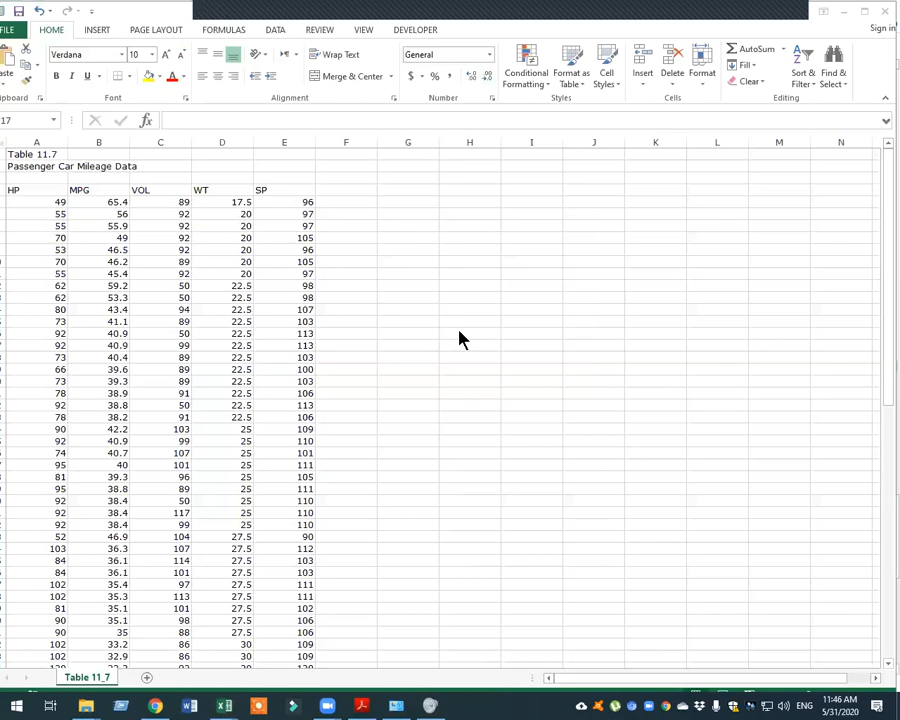 FILE HOME INSERT PAGE LAYOUT FORMULAS DATA REVIEW VIEW DEVELOPER Sign in
Verdana 10 Wrap Text General AutoSum
Merge & Center Conditional Formatting Format as Table Cell Styles Insert Delete Format Fill Clear Sort & Filter Find & Select
Clipboard Font Alignment Number Styles Cells Editing
17 fx
A B C D E F G H I J K L M N
Table 11.7
Passenger Car Mileage Data
HP MPG VOL WT SP
49 65.4 89 17.5 96
55 56 92 20 97
55 55.9 92 20 97
70 49 92 20 105
53 46.5 92 20 96
70 46.2 89 20 105
55 45.4 92 20 97
62 59.2 50 22.5 98
62 53.3 50 22.5 98
80 43.4 94 22.5 107
73 41.1 89 22.5 103
92 40.9 50 22.5 113
92 40.9 99 22.5 113
73 40.4 89 22.5 103
66 39.6 89 22.5 100
73 39.3 89 22.5 103
78 38.9 91 22.5 106
92 38.8 50 22.5 113
78 38.2 91 22.5 106
90 42.2 103 25 109
92 40.9 99 25 110
74 40.7 107 25 101
95 40 101 25 111
81 39.3 96 25 105
95 38.8 89 25 111
92 38.4 50 25 110
92 38.4 117 25 110
92 38.4 99 25 110
52 46.9 104 27.5 90
103 36.3 107 27.5 112
84 36.1 114 27.5 103
84 36.1 101 27.5 103
102 35.4 97 27.5 111
102 35.3 113 27.5 111
81 35.1 101 27.5 102
90 35.1 98 27.5 106
90 35 88 27.5 106
102 33.2 86 30 109
102 32.9 86 30 109
Table 11_7
ENG 11:46 AM
5/31/2020